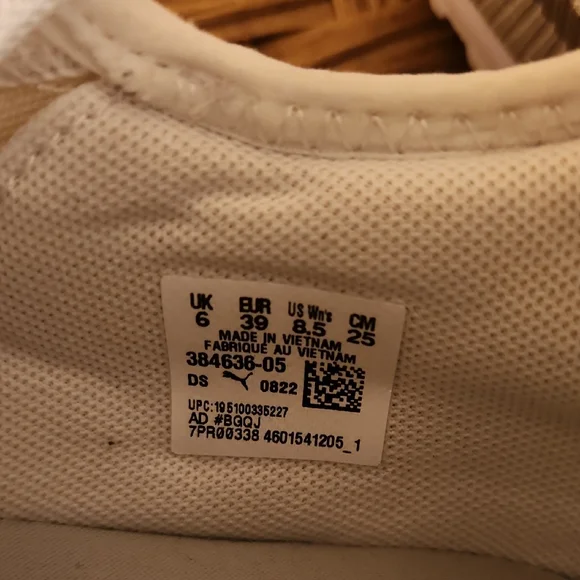 UK EUR US Wn's CM
6 39 8.5 25
MADE IN VIETNAM
FABRIQUÉ AU VIETNAM
384636-05
DS 0822
UPC:195100335227
AD #BGQJ
7PR00338 4601541205_1